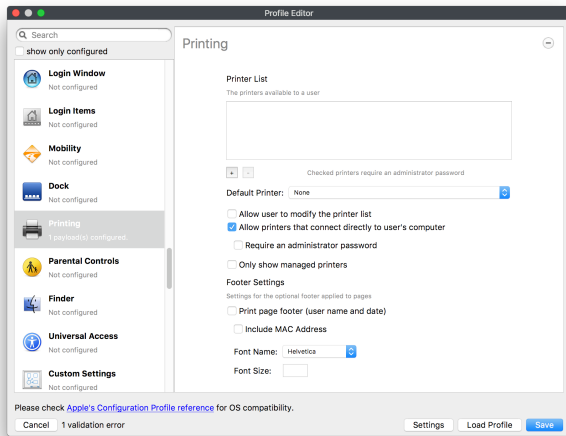 Profile Editor
Search
show only configured
Login Window
Not configured
Login Items
Not configured
Mobility
Not configured
Dock
Not configured
Printing
1 payload(s) configured.
Parental Controls
Not configured
Finder
Not configured
Universal Access
Not configured
Custom Settings
Not configured
Printing
Printer List
The printers available to a user
+ -
Checked printers require an administrator password
Default Printer: None
Allow user to modify the printer list
Allow printers that connect directly to user's computer
Require an administrator password
Only show managed printers
Footer Settings
Settings for the optional footer applied to pages
Print page footer (user name and date)
Include MAC Address
Font Name: Helvetica
Font Size:
Please check Apple's Configuration Profile reference for OS compatibility.
Cancel 1 validation error Settings Load Profile Save